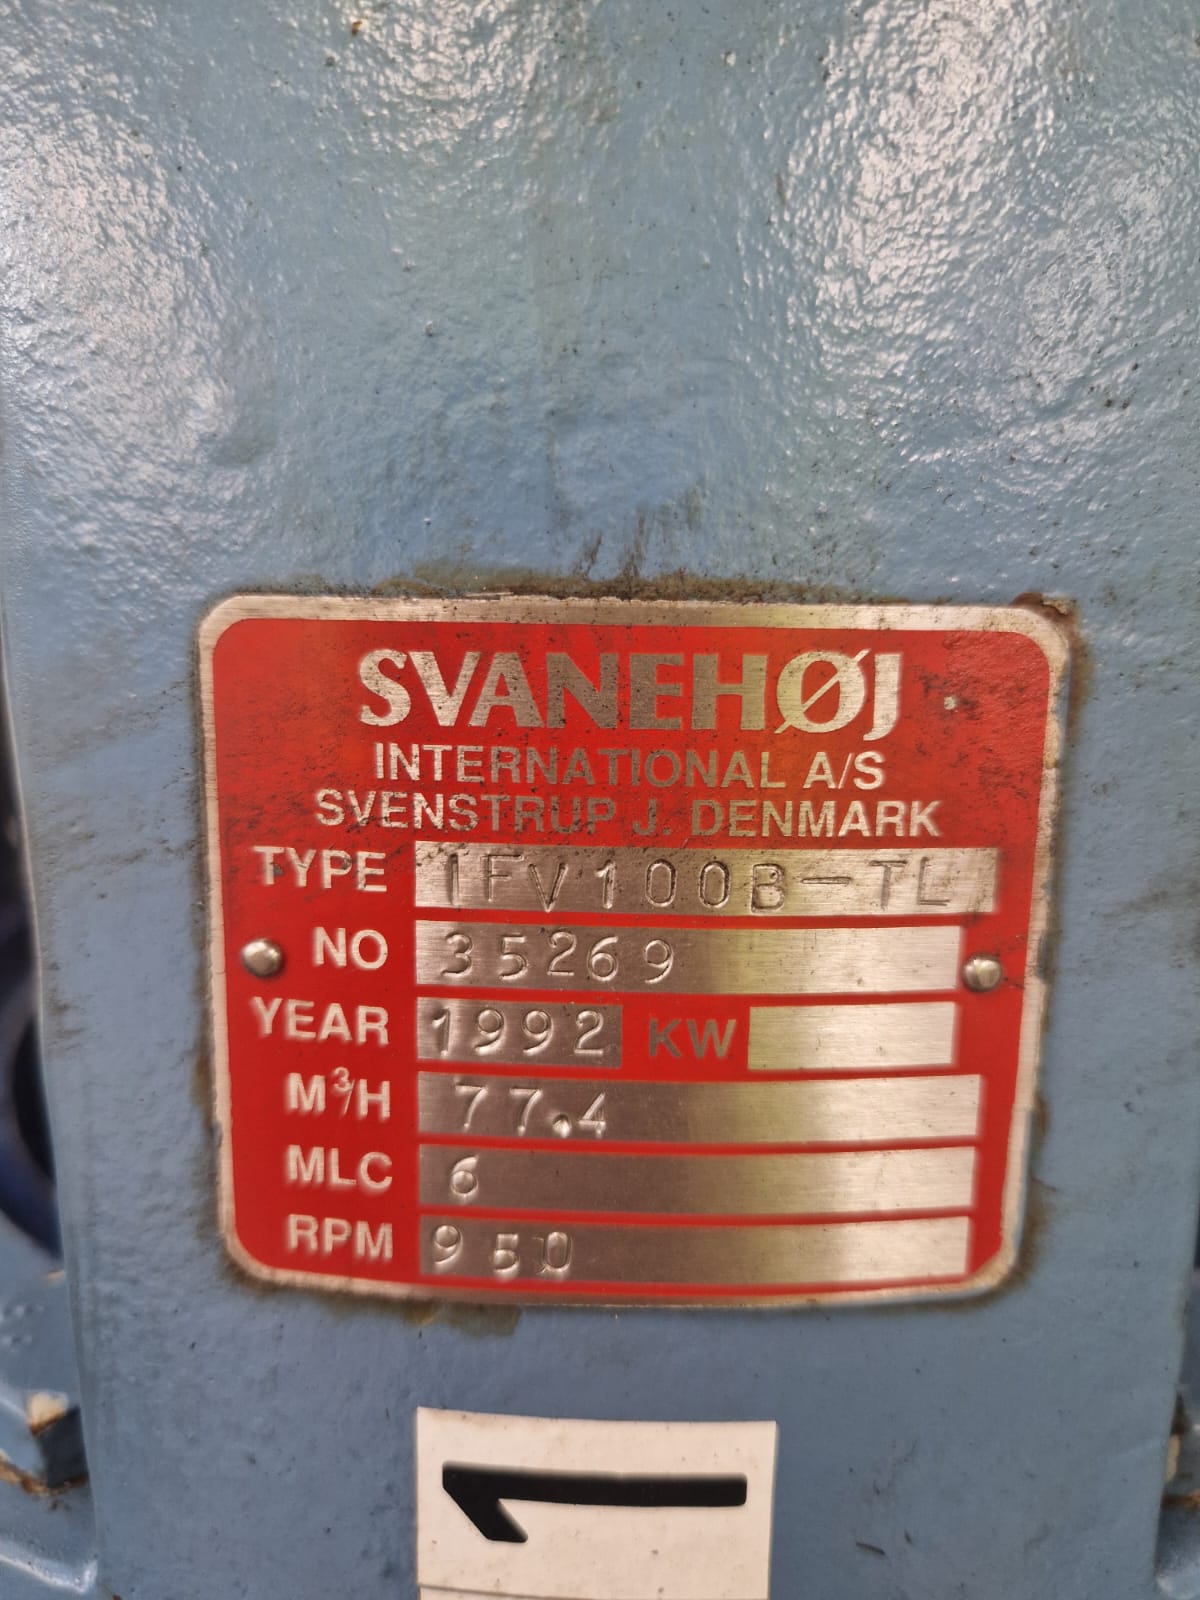 SVANEHØJ
INTERNATIONAL A/S
SVENSTRUP J. DENMARK
TYPE 1FV100B-TL
NO 35269
YEAR 1992 KW
M³/H 77.4
MLC 6
RPM 950
1